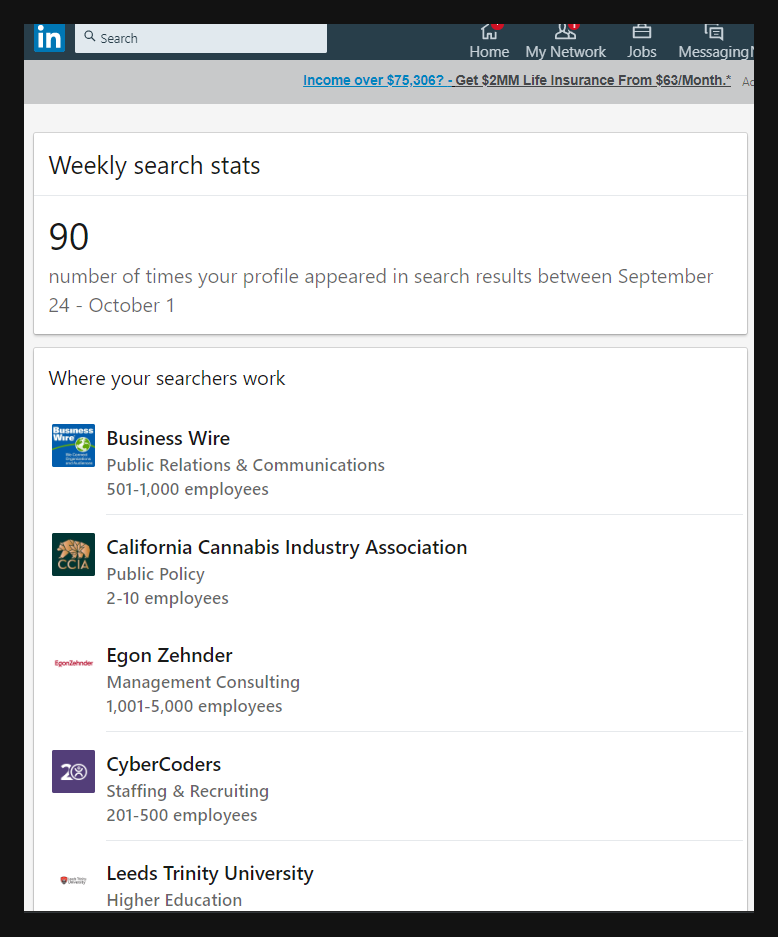 in
Search
Home
My Network
Jobs
Messaging
Income over $75,306? - Get $2MM Life Insurance From $63/Month.*
Weekly search stats
90
number of times your profile appeared in search results between September
24 - October 1
Where your searchers work
Business
Wire
Business Wire
Public Relations & Communications
501-1,000 employees
CCIA
California Cannabis Industry Association
Public Policy
2-10 employees
EgonZehnder
Egon Zehnder
Management Consulting
1,001-5,000 employees
20
CyberCoders
Staffing & Recruiting
201-500 employees
Leeds Trinity
University
Leeds Trinity University
Higher Education